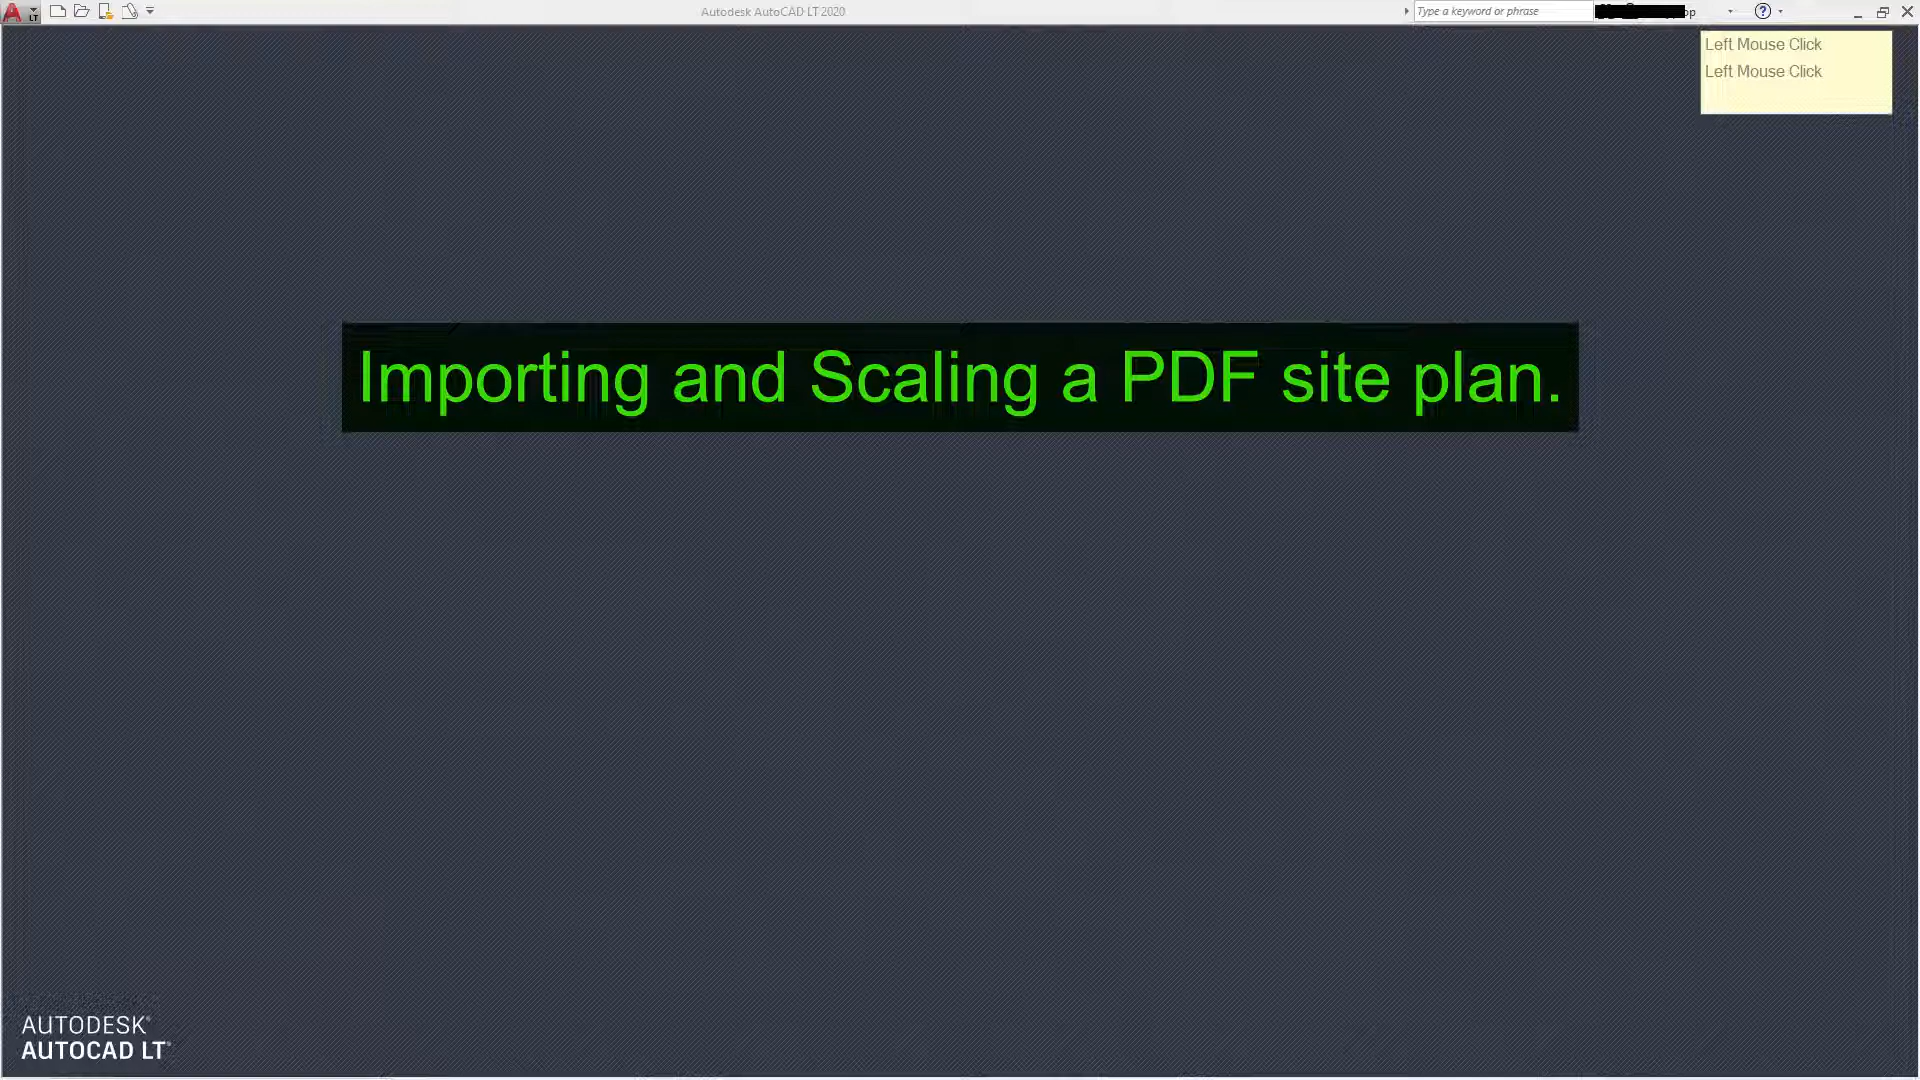 LT
Autodesk AutoCAD LT 2020
Type a keyword or phrase
Left Mouse Click
Left Mouse Click
Importing and Scaling a PDF site plan.
AUTODESK®
AUTOCAD LT®